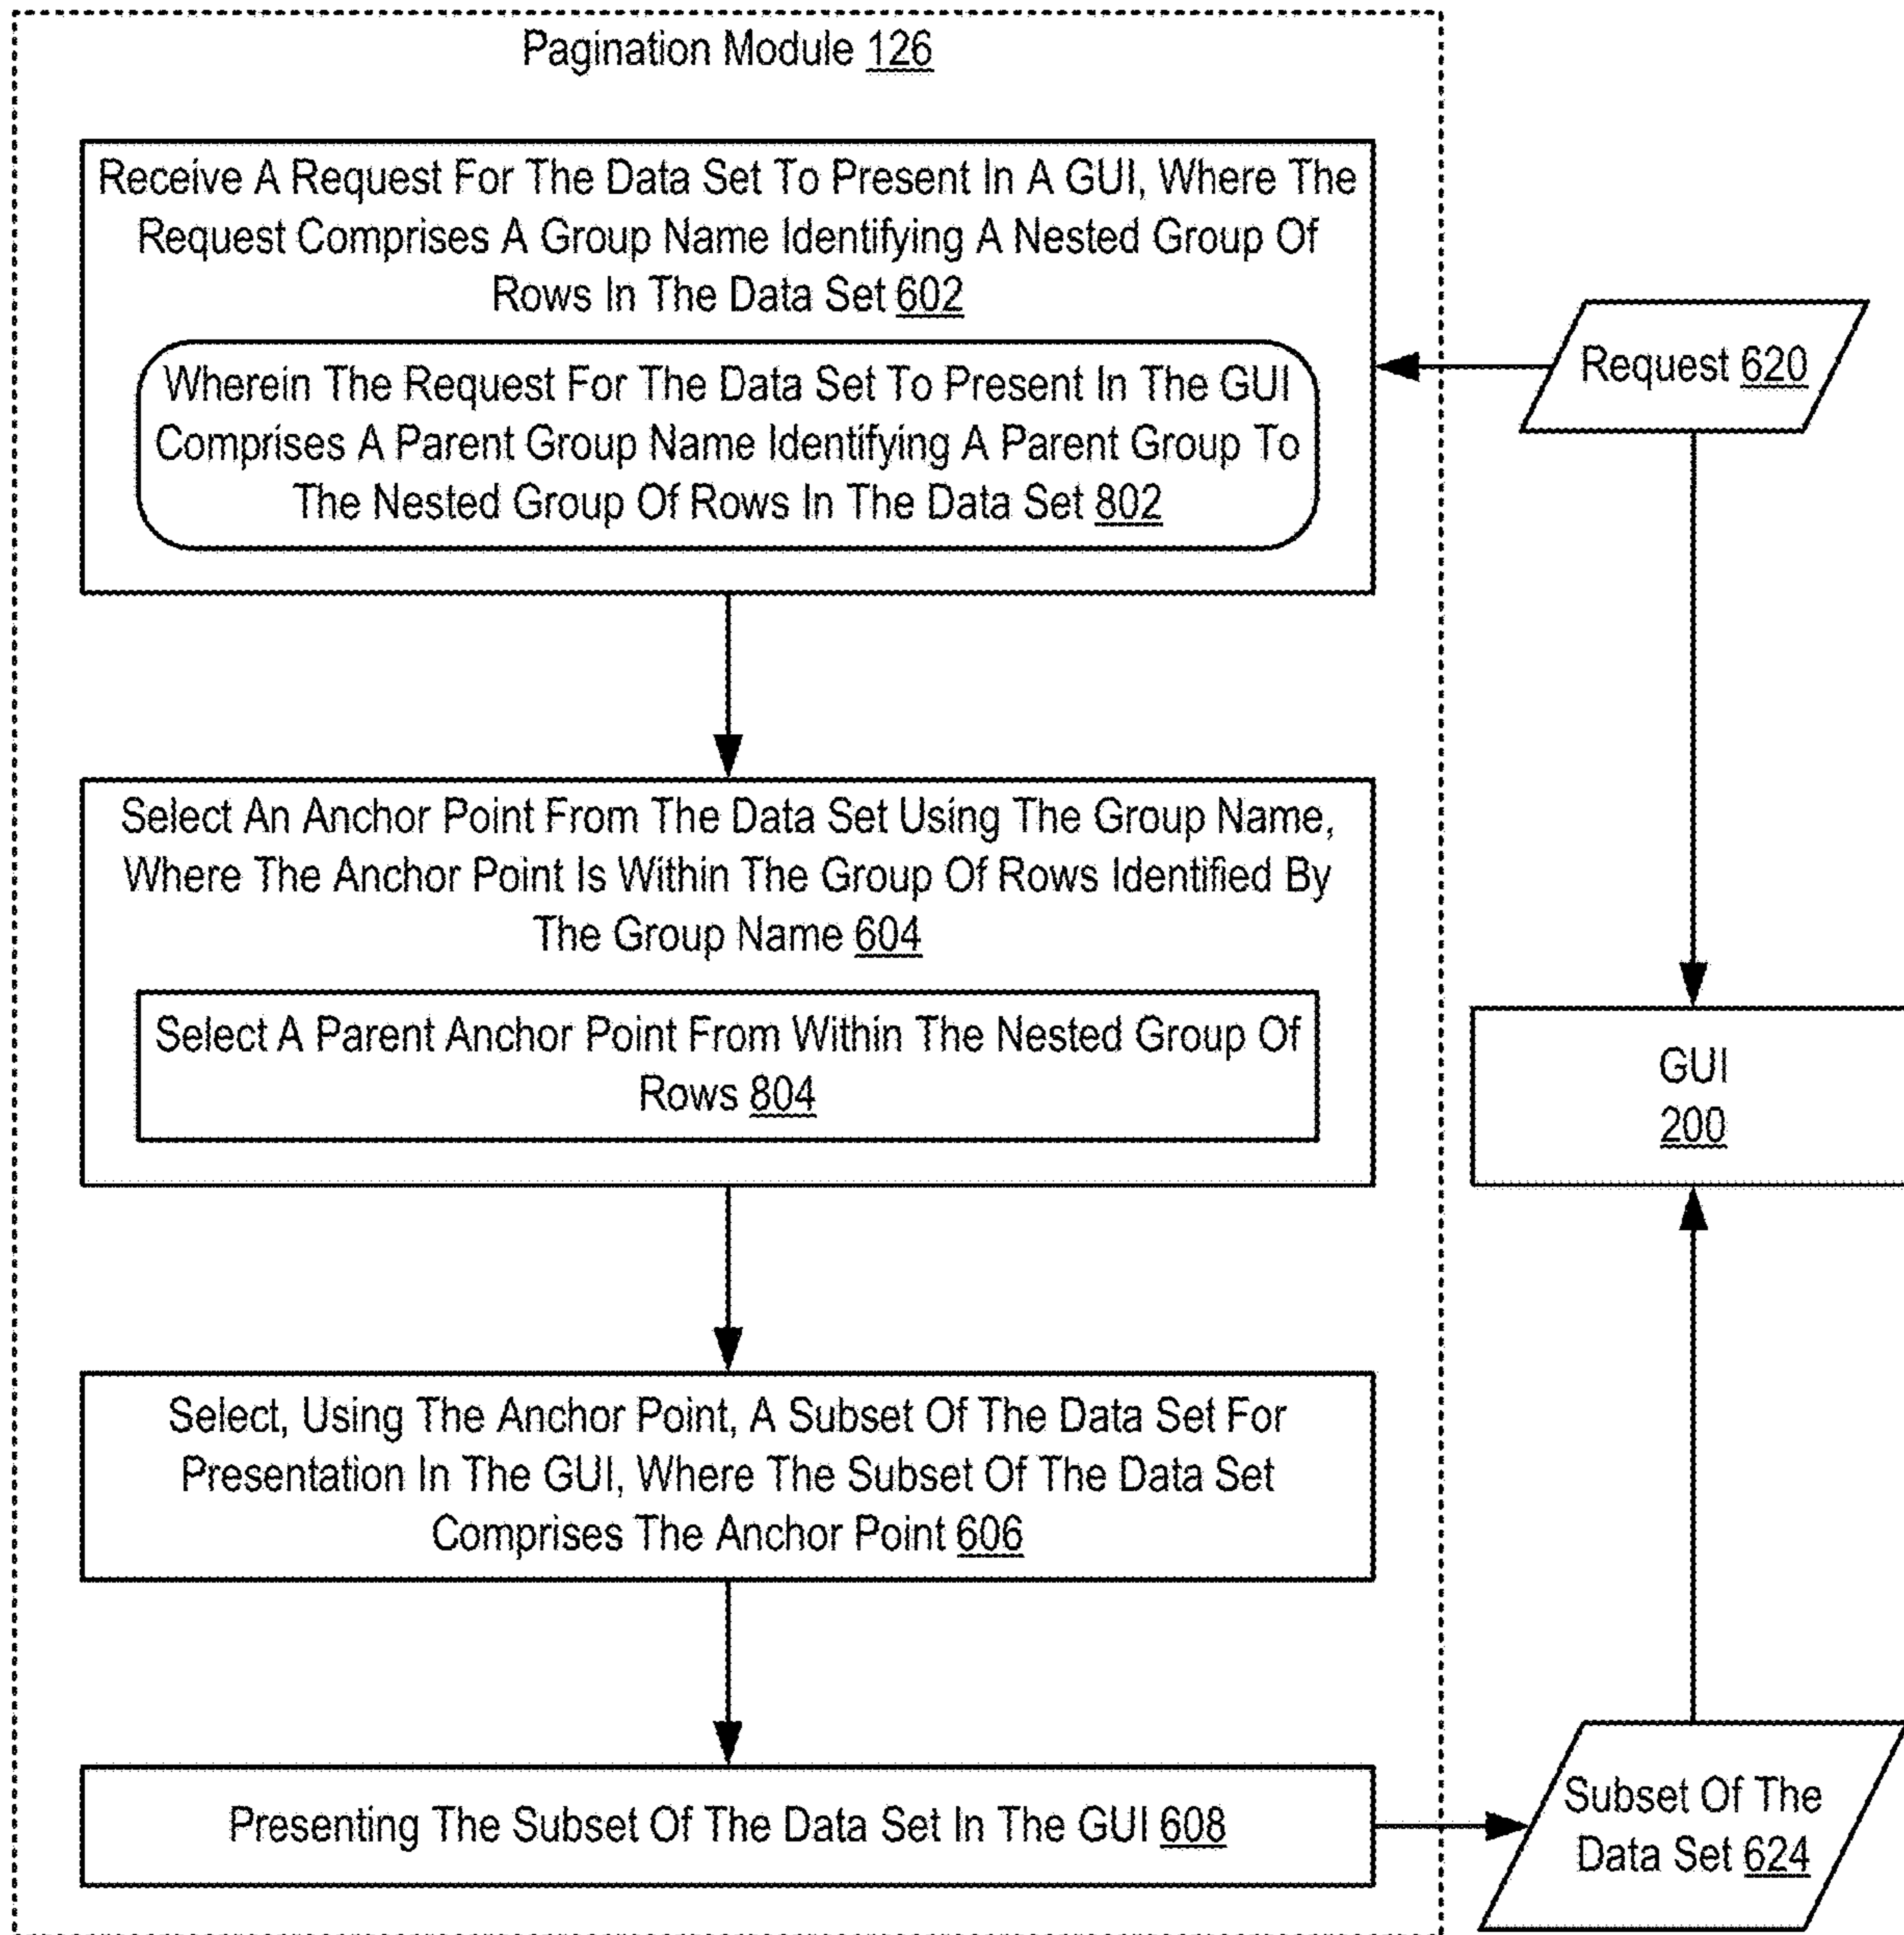 Pagination Module 126
Receive A Request For The Data Set To Present In A GUI, Where The
Request Comprises A Group Name Identifying A Nested Group Of
Rows In The Data Set 602
Wherein The Request For The Data Set To Present In The GUI
Comprises A Parent Group Name Identifying A Parent Group To
The Nested Group Of Rows In The Data Set 802
Request 620
Select An Anchor Point From The Data Set Using The Group Name,
Where The Anchor Point Is Within The Group Of Rows Identified By
The Group Name 604
Select A Parent Anchor Point From Within The Nested Group Of
Rows 804
GUI
200
Select, Using The Anchor Point, A Subset Of The Data Set For
Presentation In The GUI, Where The Subset Of The Data Set
Comprises The Anchor Point 606
Presenting The Subset Of The Data Set In The GUI 608
Subset Of The
Data Set 624